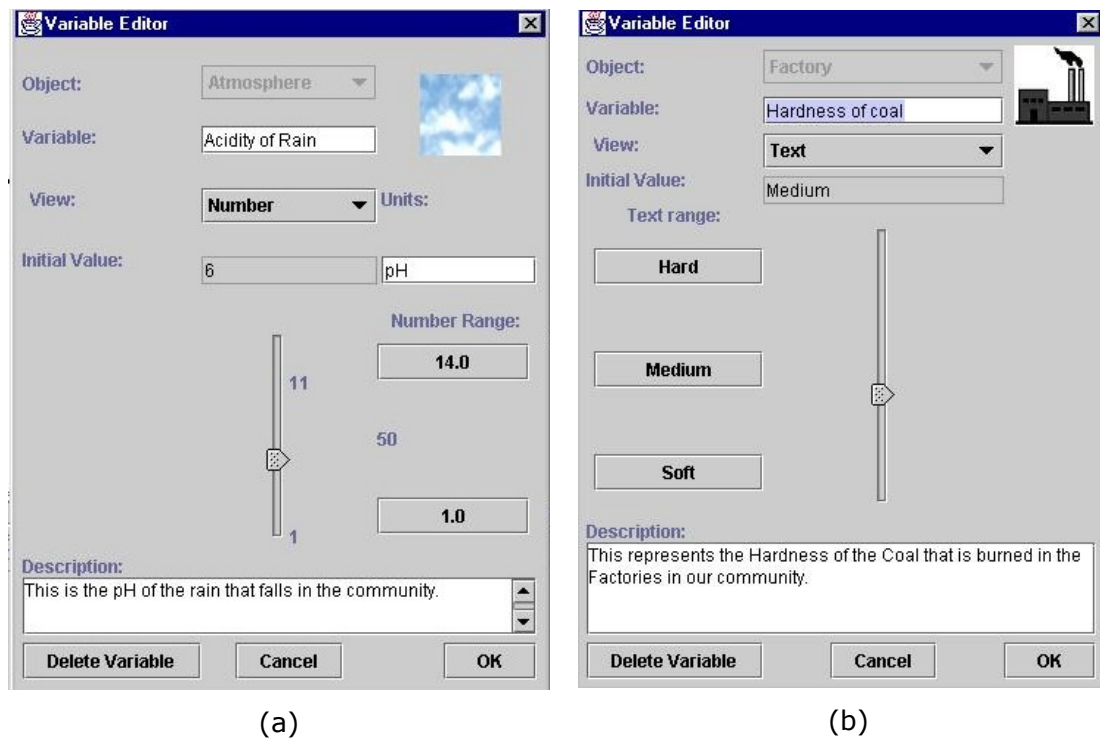 Variable Editor
Object:
Atmosphere
Variable:
Acidity of Rain
View:
Number
Units:
Initial Value:
6
pH
Number Range:
14.0
11
50
1.0
1
Description:
This is the pH of the rain that falls in the community.
Delete Variable
Cancel
OK
(a)
Variable Editor
Object:
Factory
Variable:
Hardness of coal
View:
Text
Initial Value:
Medium
Text range:
Hard
Medium
Soft
Description:
This represents the Hardness of the Coal that is burned in the
Factories in our community.
Delete Variable
Cancel
OK
(b)